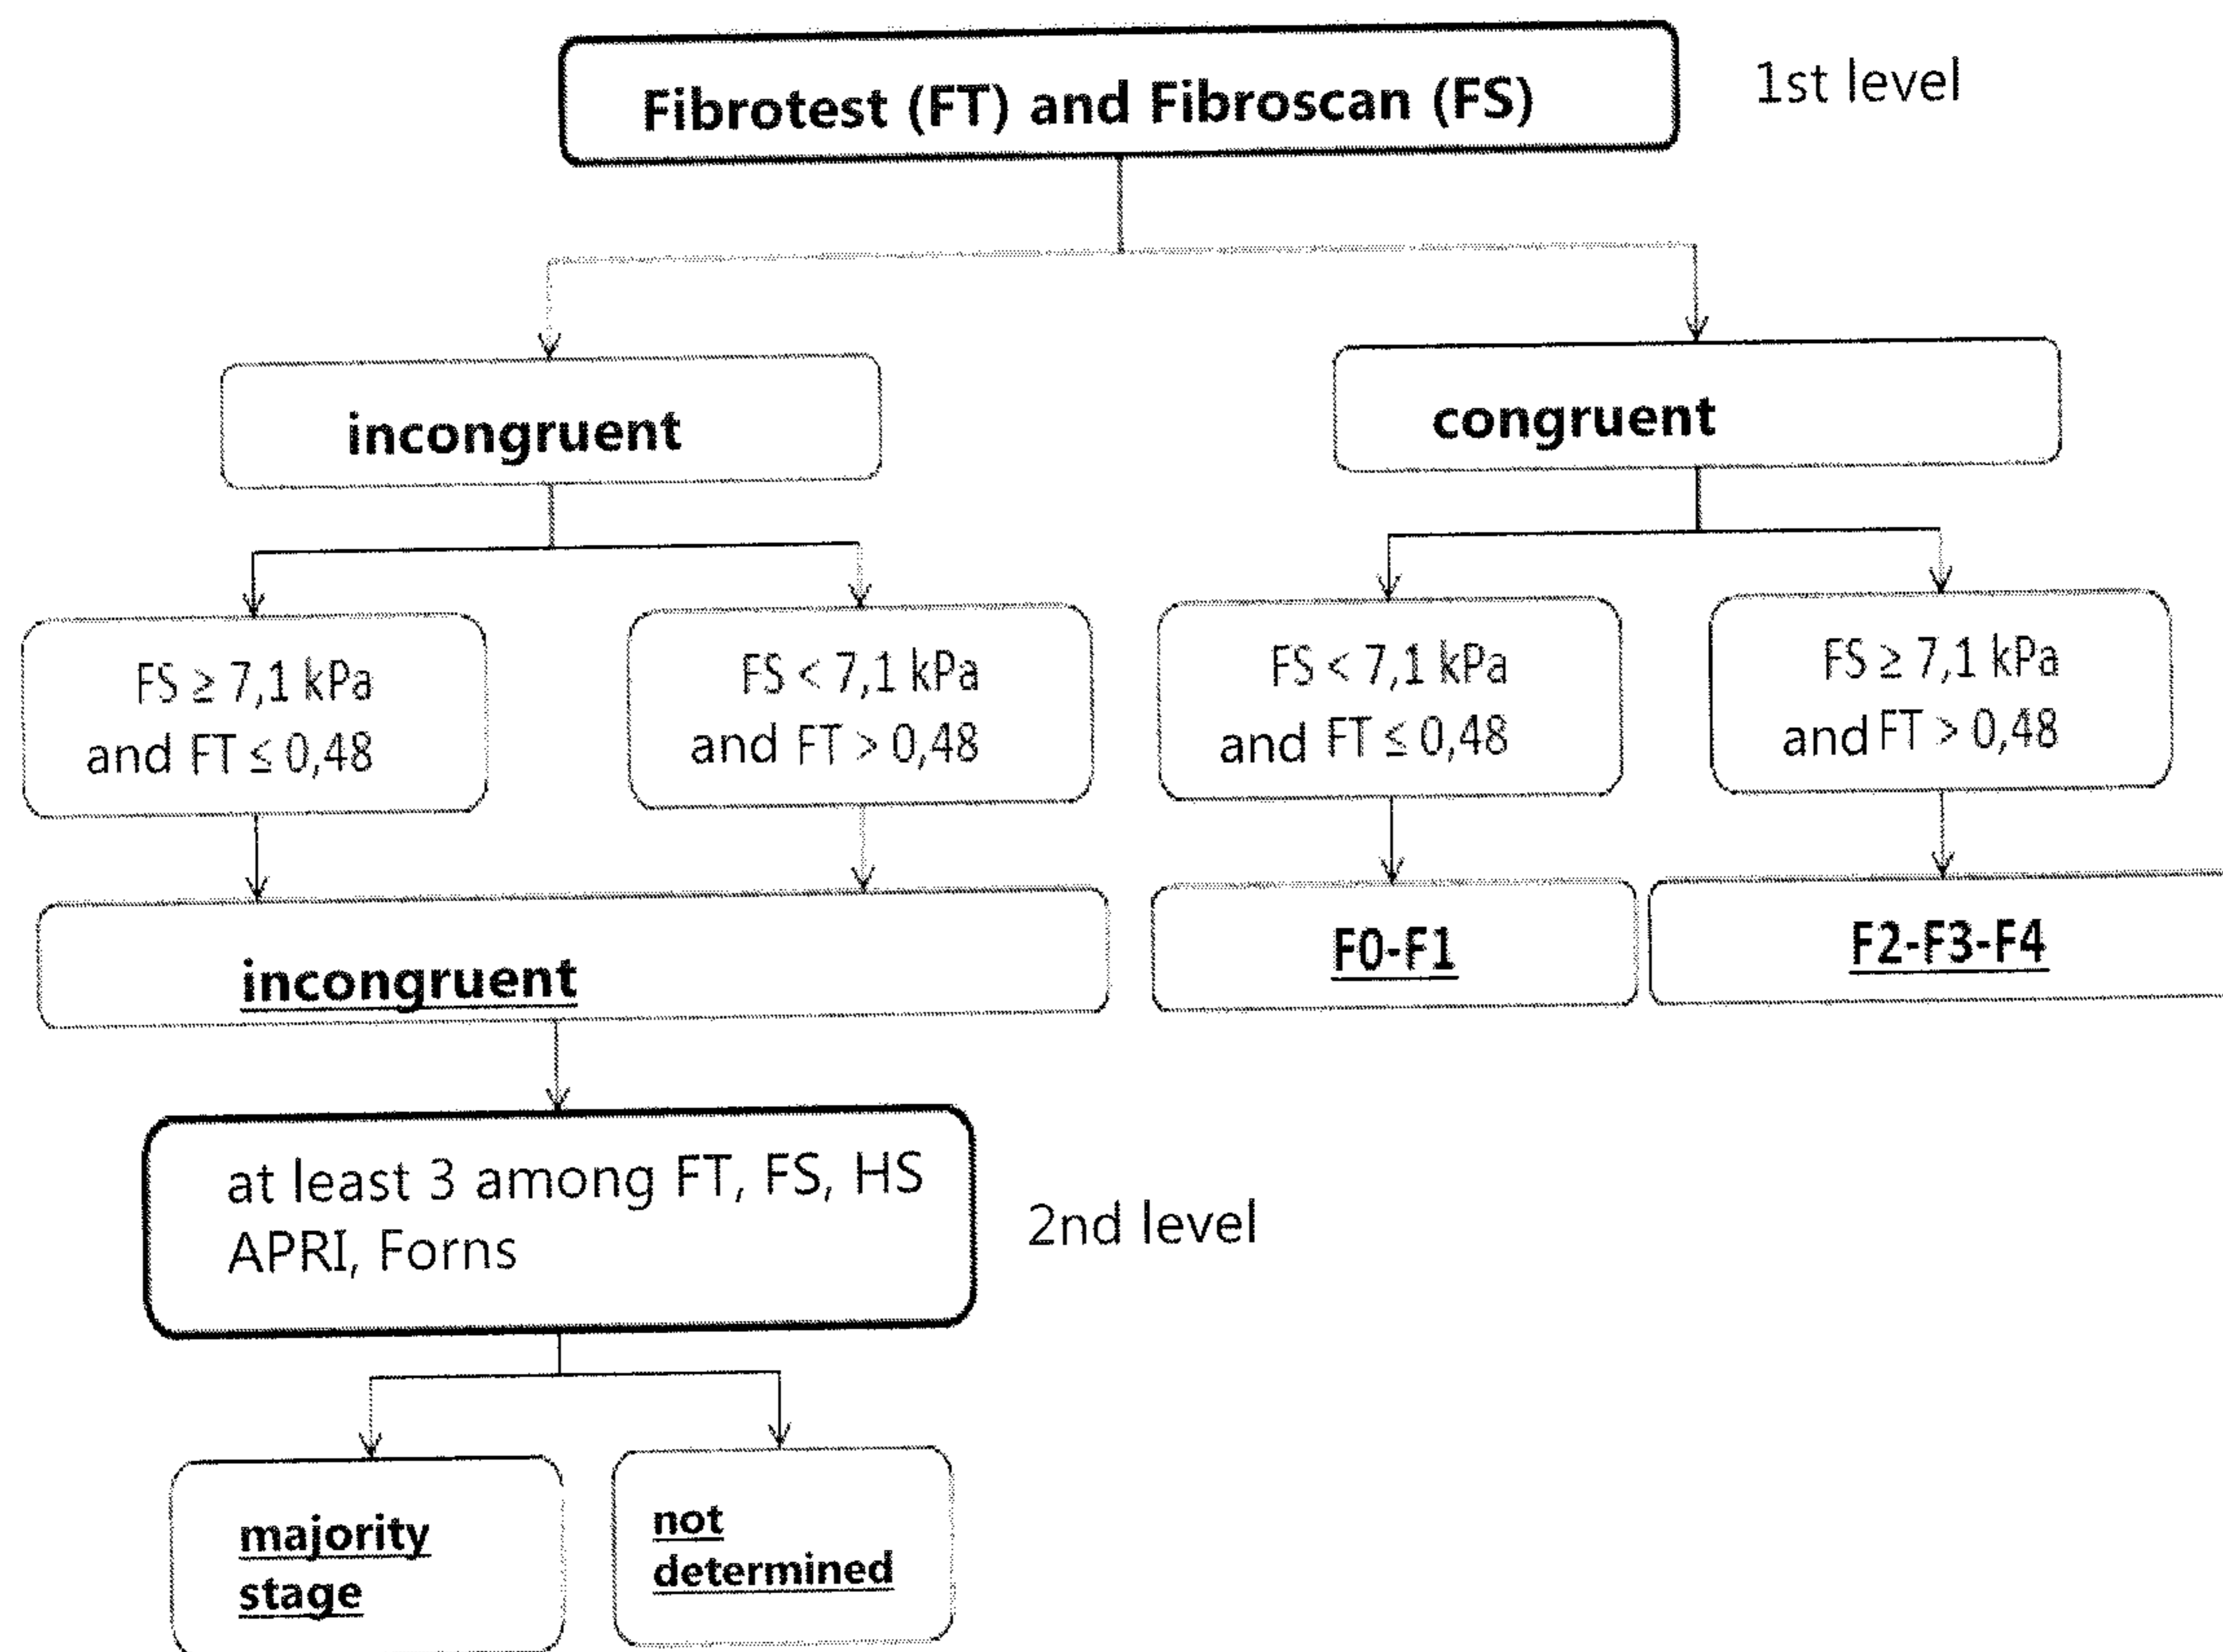 Fibrotest (FT) and Fibroscan (FS)
1st level
incongruent
congruent
FS ≥ 7,1 kPa
and FT ≤ 0,48
FS < 7,1 kPa
and FT > 0,48
FS < 7,1 kPa
and FT ≤ 0,48
FS ≥ 7,1 kPa
and FT > 0,48
incongruent
F0-F1
F2-F3-F4
at least 3 among FT, FS, HS
APRI, Forns
2nd level
majority
stage
not
determined